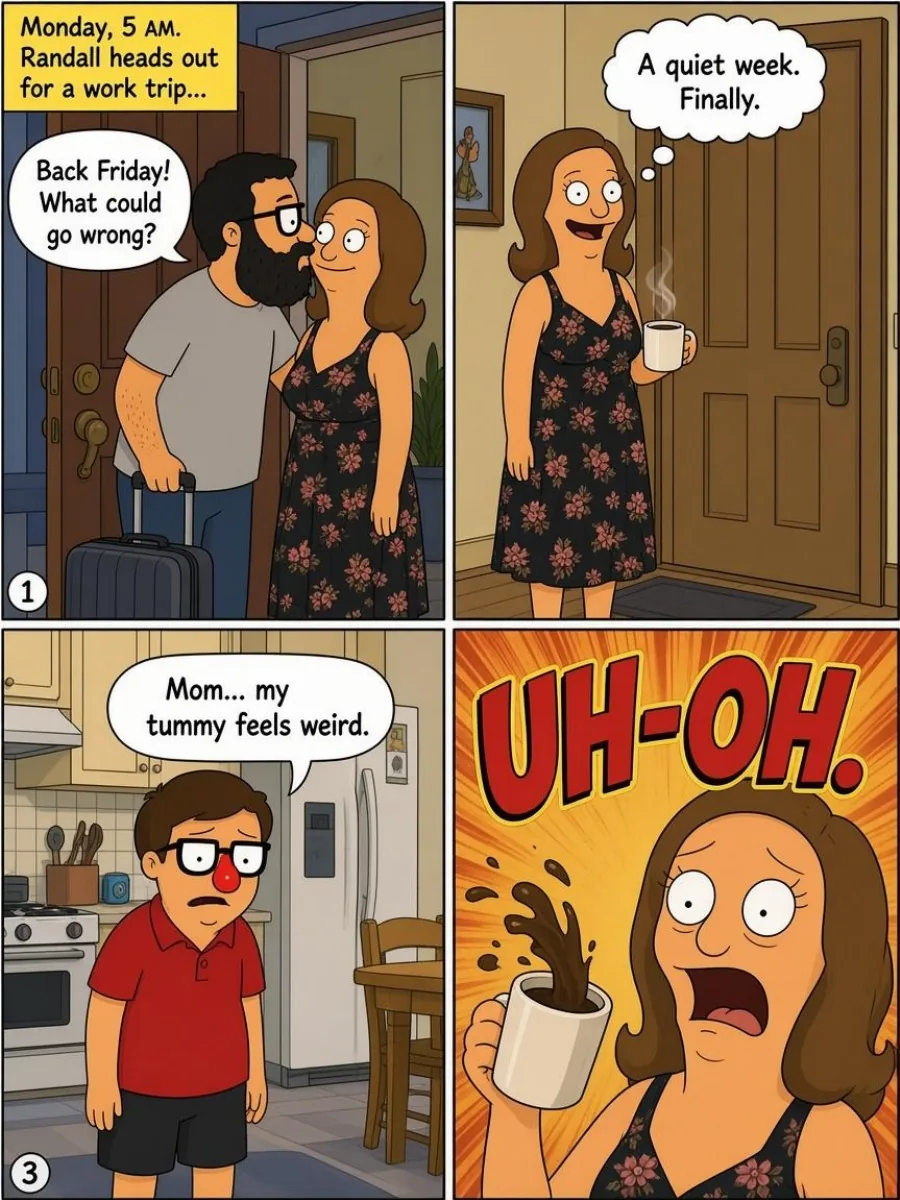 Monday, 5 AM.
Randall heads out
for a work trip...
Back Friday!
What could
go wrong?
1
A quiet week.
Finally.
Mom... my
tummy feels weird.
3
UH-OH.